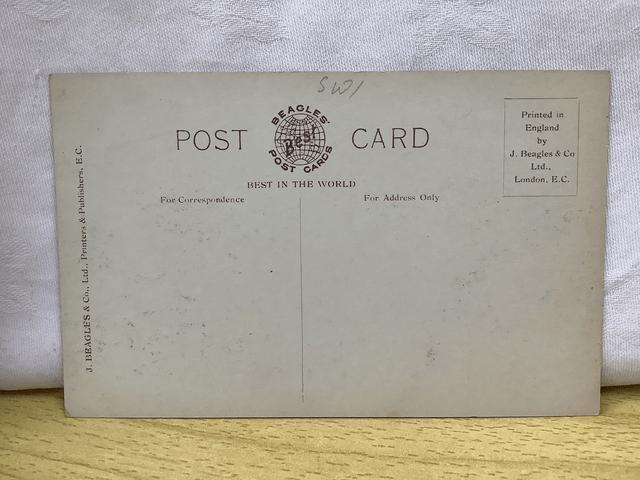 SW1
POST CARD
BEAGLES'
Best
POST CARDS
BEST IN THE WORLD
For Correspondence
For Address Only
Printed in
England
by
J. Beagles & Co
Ltd.,
London, E.C.
J. BEAGLES & Co., Ltd., Printers & Publishers, E.C.